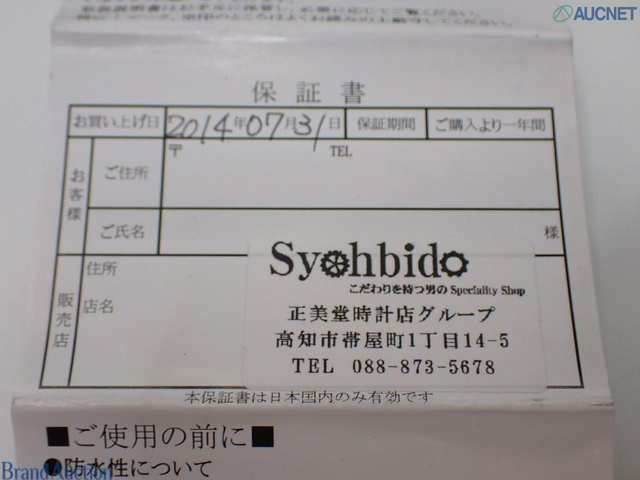 AUCNET
保証書
お買い上げ日 2014年07月31日 保証期間 ご購入より一年間
お客様 ご住所 〒 TEL
ご氏名 様
販売店 住所
店名
Syohbido
こだわりを持つ男の Speciality Shop
正美堂時計店グループ
高知市帯屋町1丁目14-5
TEL 088-873-5678
本保証書は日本国内のみ有効です
■ご使用の前に■
●防水性について
BrandAuction